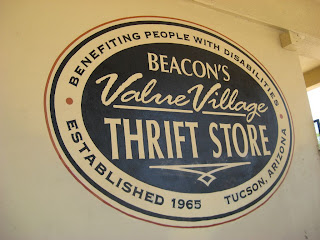 BENEFITING PEOPLE WITH DISABILITIES
BEACON'S
Value Village
THRIFT STORE
ESTABLISHED 1965
TUCSON, ARIZONA